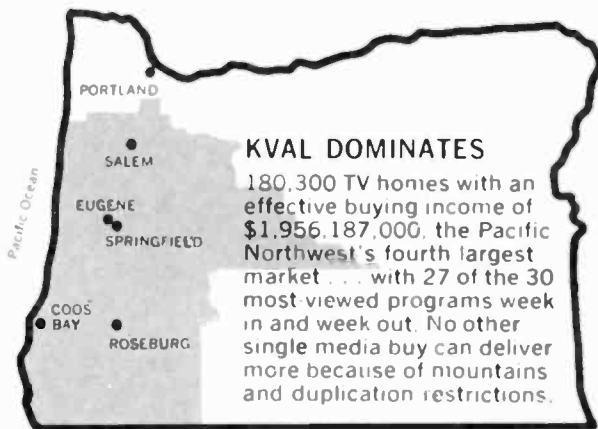 PORTLAND
SALEM
EUGENE
SPRINGFIELD
COOS
BAY
ROSEBURG
Pacific Ocean
KVAL DOMINATES
180,300 TV homes with an
effective buying income of
$1,956,187,000, the Pacific
Northwest's fourth largest
market . . . with 27 of the 30
most-viewed programs week
in and week out. No other
single media buy can deliver
more because of mountains
and duplication restrictions.